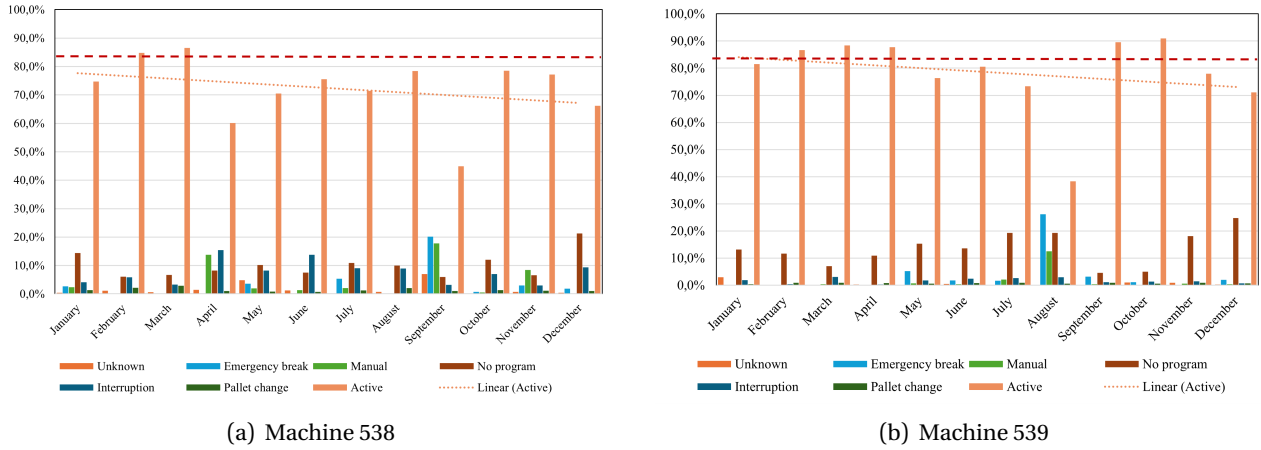 100,0%
90,0%
80,0%
70,0%
60,0%
50,0%
40,0%
30,0%
20,0%
10,0%
0,0%
January
February
March
April
May
June
July
August
September
October
November
December
Unknown Emergency break Manual No program
Interruption Pallet change Active Linear (Active)
(a) Machine 538
100,0%
90,0%
80,0%
70,0%
60,0%
50,0%
40,0%
30,0%
20,0%
10,0%
0,0%
January
February
March
April
May
June
July
August
September
October
November
December
Unknown Emergency break Manual No program
Interruption Pallet change Active Linear (Active)
(b) Machine 539